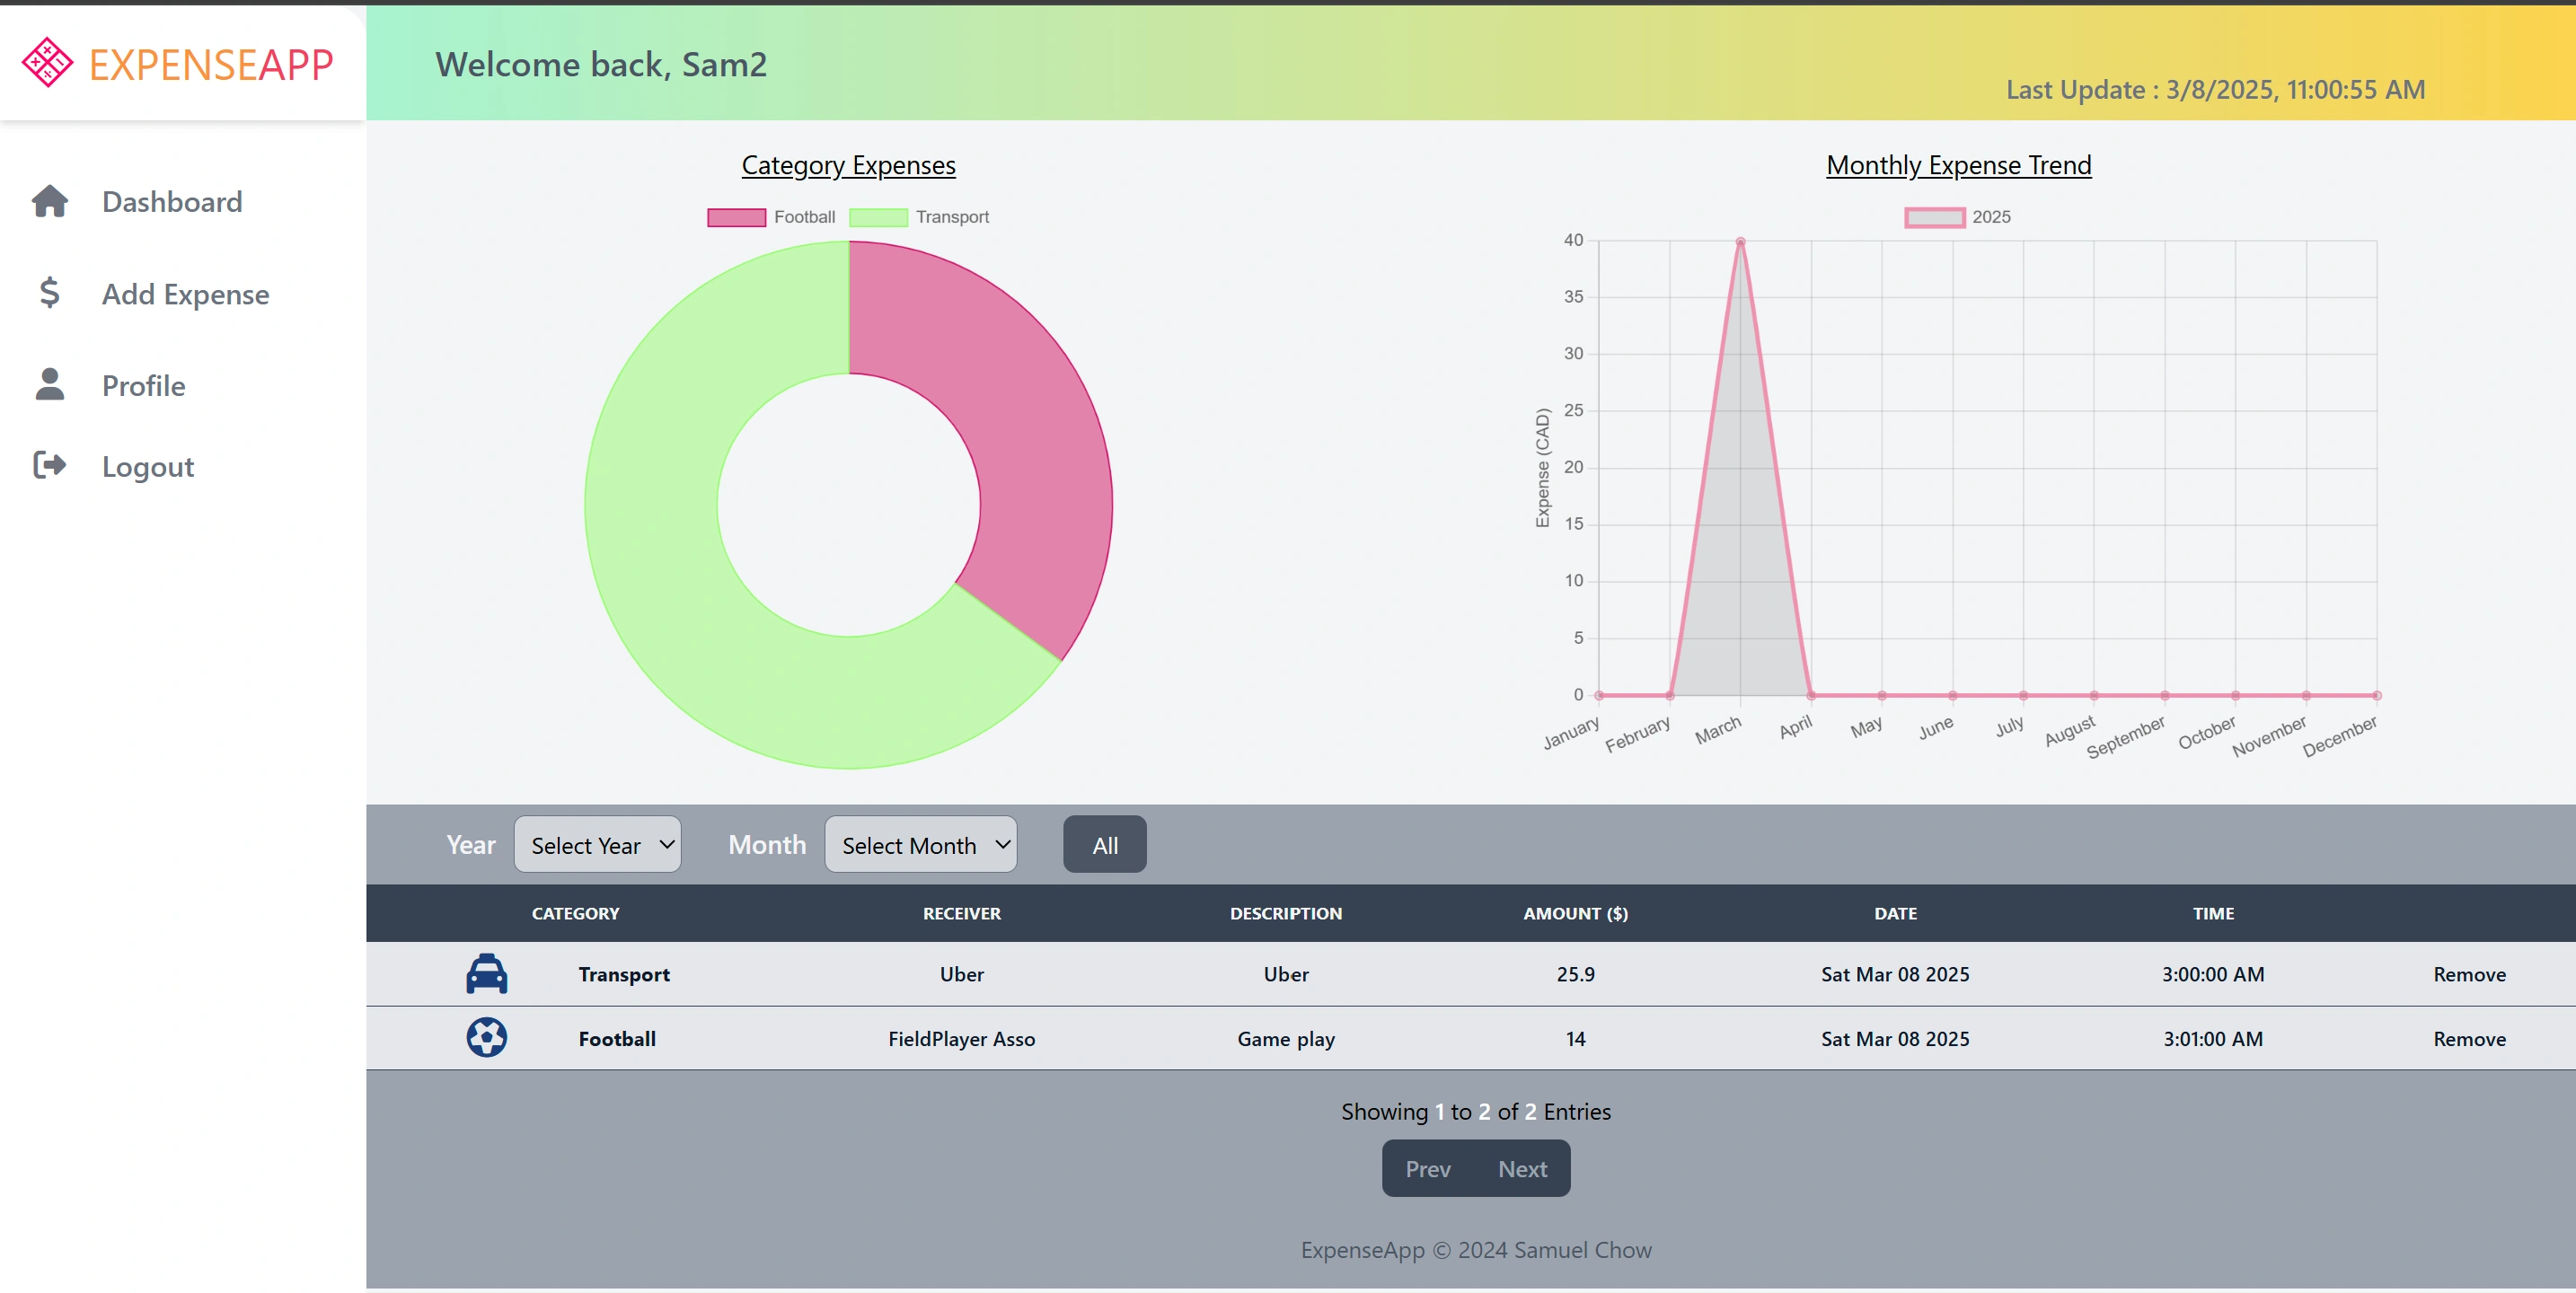 EXPENSEAPP
Welcome back, Sam2
Last Update : 3/8/2025, 11:00:55 AM
Dashboard
Add Expense
Profile
Logout
Category Expenses
Football Transport
Monthly Expense Trend
2025
Expense (CAD)
40
35
30
25
20
15
10
5
0
January February March April May June July August September October November December
Year Select Year Month Select Month All
CATEGORY RECEIVER DESCRIPTION AMOUNT ($) DATE TIME
Transport Uber Uber 25.9 Sat Mar 08 2025 3:00:00 AM Remove
Football FieldPlayer Asso Game play 14 Sat Mar 08 2025 3:01:00 AM Remove
Showing 1 to 2 of 2 Entries
Prev Next
ExpenseApp © 2024 Samuel Chow